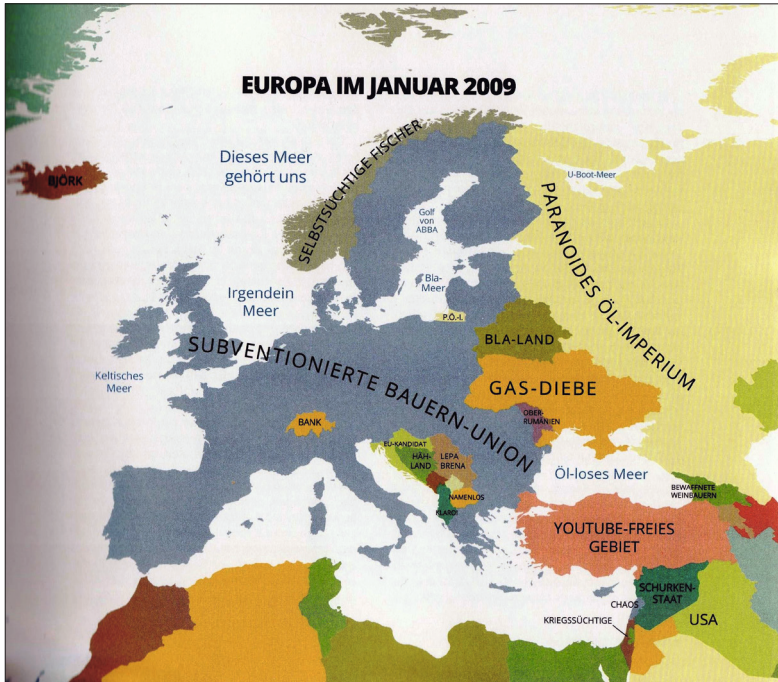 EUROPA IM JANUAR 2009
Dieses Meer
gehört uns
SELBSTSÜCHTIGE FISCHER
U-Boot-Meer
BJÖRK
PARANOIDES ÖL-IMPERIUM
Golf
von
ABBA
Bla-
Meer
Irgendein
Meer
P.Ö.-I.
BLA-LAND
SUBVENTIONIERTE BAUERN-UNION
Keltisches
Meer
GAS-DIEBE
OBER-
RUMÄNIEN
BANK
EU-KANDIDAT
HÄH-
LAND
LEPA
BRENA
Öl-loses Meer
BEWAFFNETE
WEINBAUERN
NAMENLOS
KLARO!
YOUTUBE-FREIES
GEBIET
SCHURKEN-
STAAT
CHAOS
KRIEGSSÜCHTIGE
USA